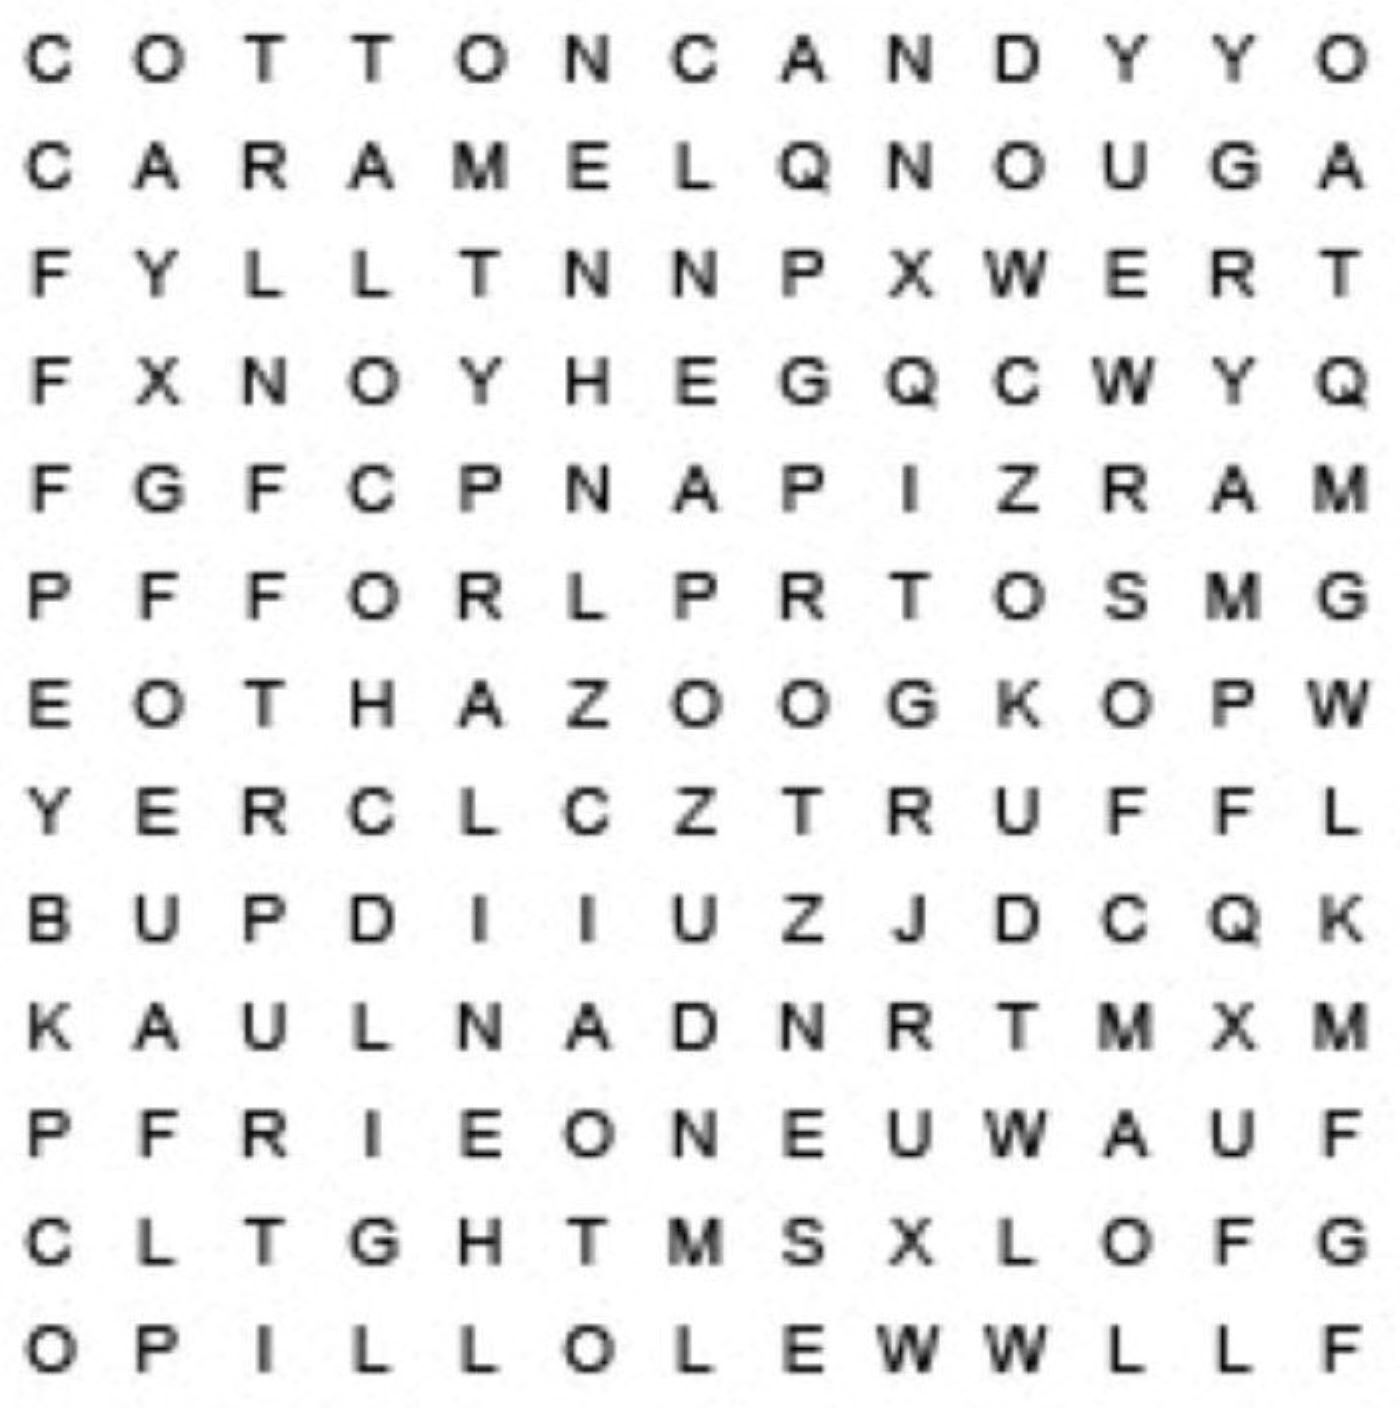 C O T T O N C A N D Y Y O
C A R A M E L Q N O U G A
F Y L L T N N P X W E R T
F X N O Y H E G Q C W Y Q
F G F C P N A P I Z R A M
P F F O R L P R T O S M G
E O T H A Z O O G K O P W
Y E R C L C Z T R U F F L
B U P D I I U Z J D C Q K
K A U L N A D N R T M X M
P F R I E O N E U W A U F
C L T G H T M S X L O F G
O P I L L O L E W W L L F